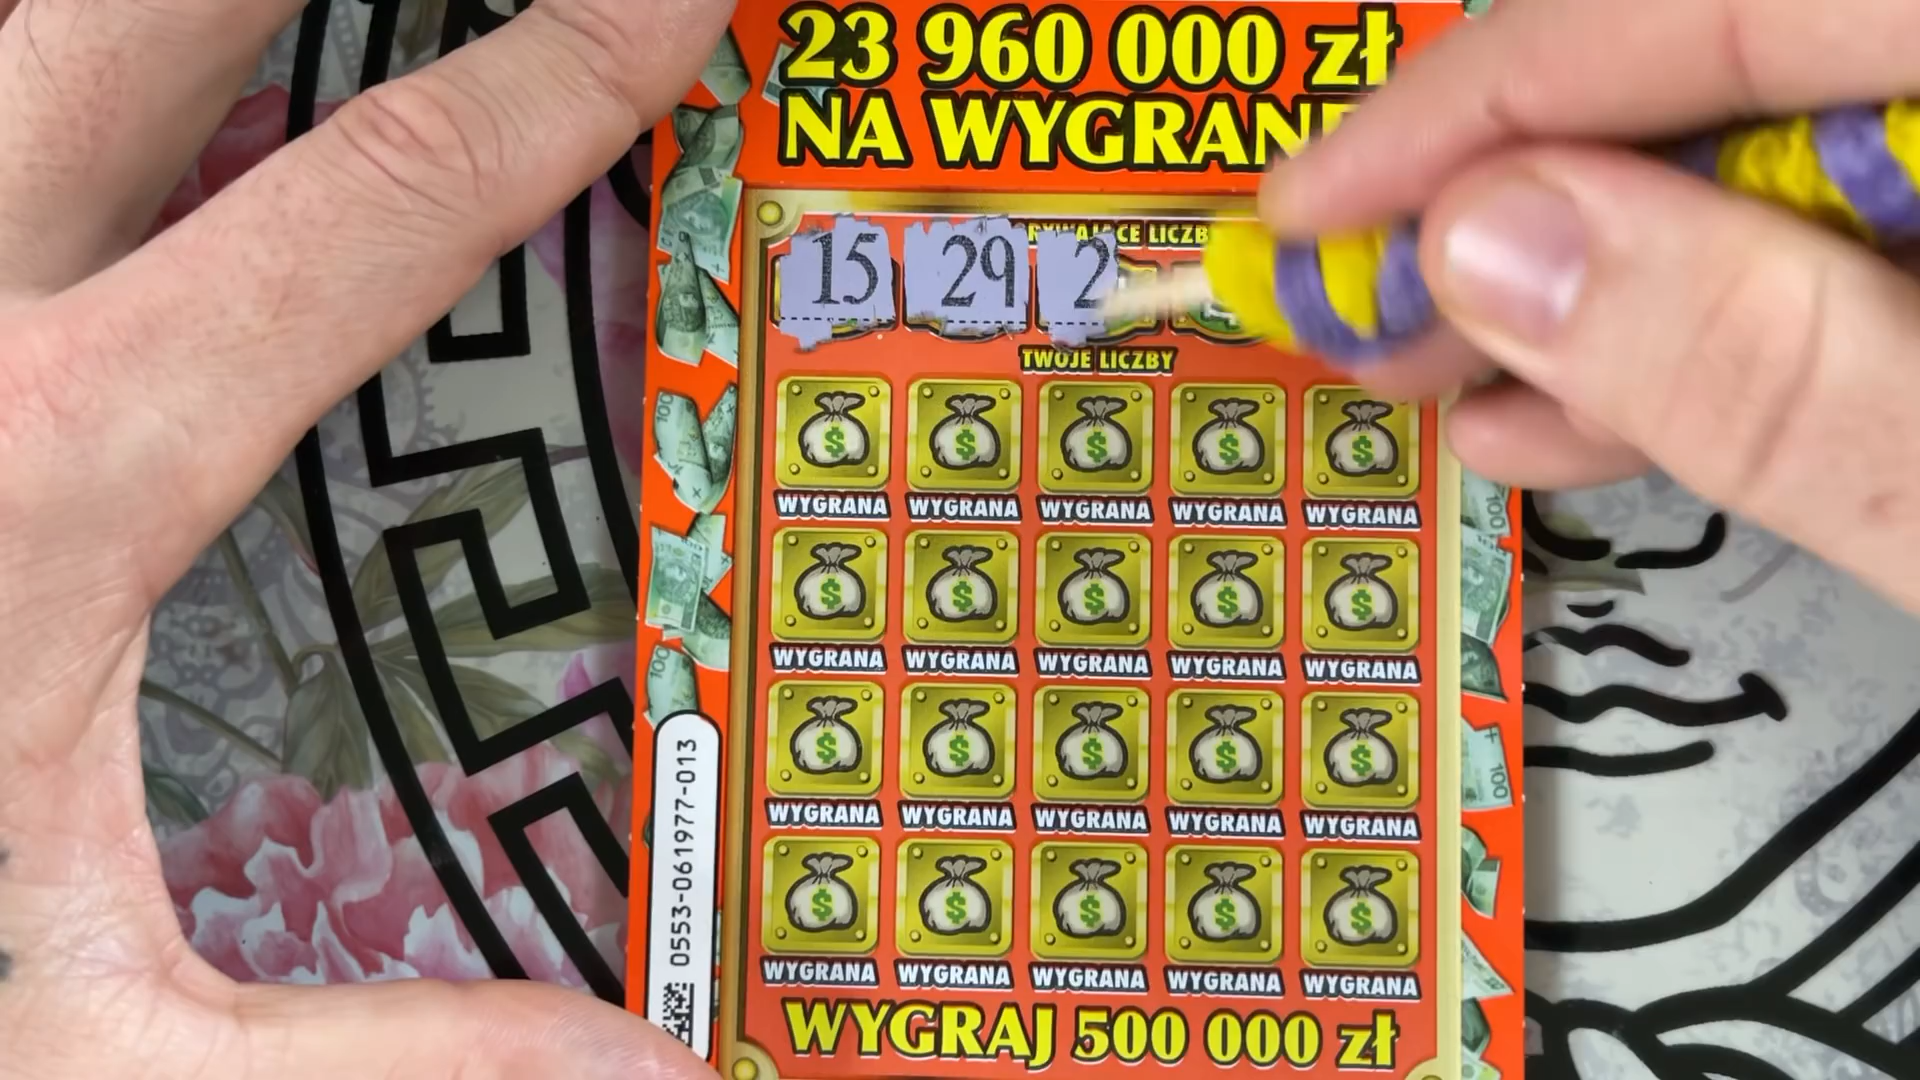 23 960 000 zł
NA WYGRANE
15 29 2
LICZB
TWOJE LICZBY
WYGRANA WYGRANA WYGRANA WYGRANA WYGRANA
WYGRANA WYGRANA WYGRANA WYGRANA WYGRANA
WYGRANA WYGRANA WYGRANA WYGRANA WYGRANA
WYGRANA WYGRANA WYGRANA WYGRANA WYGRANA
WYGRAJ 500 000 zł
0553-061977-013